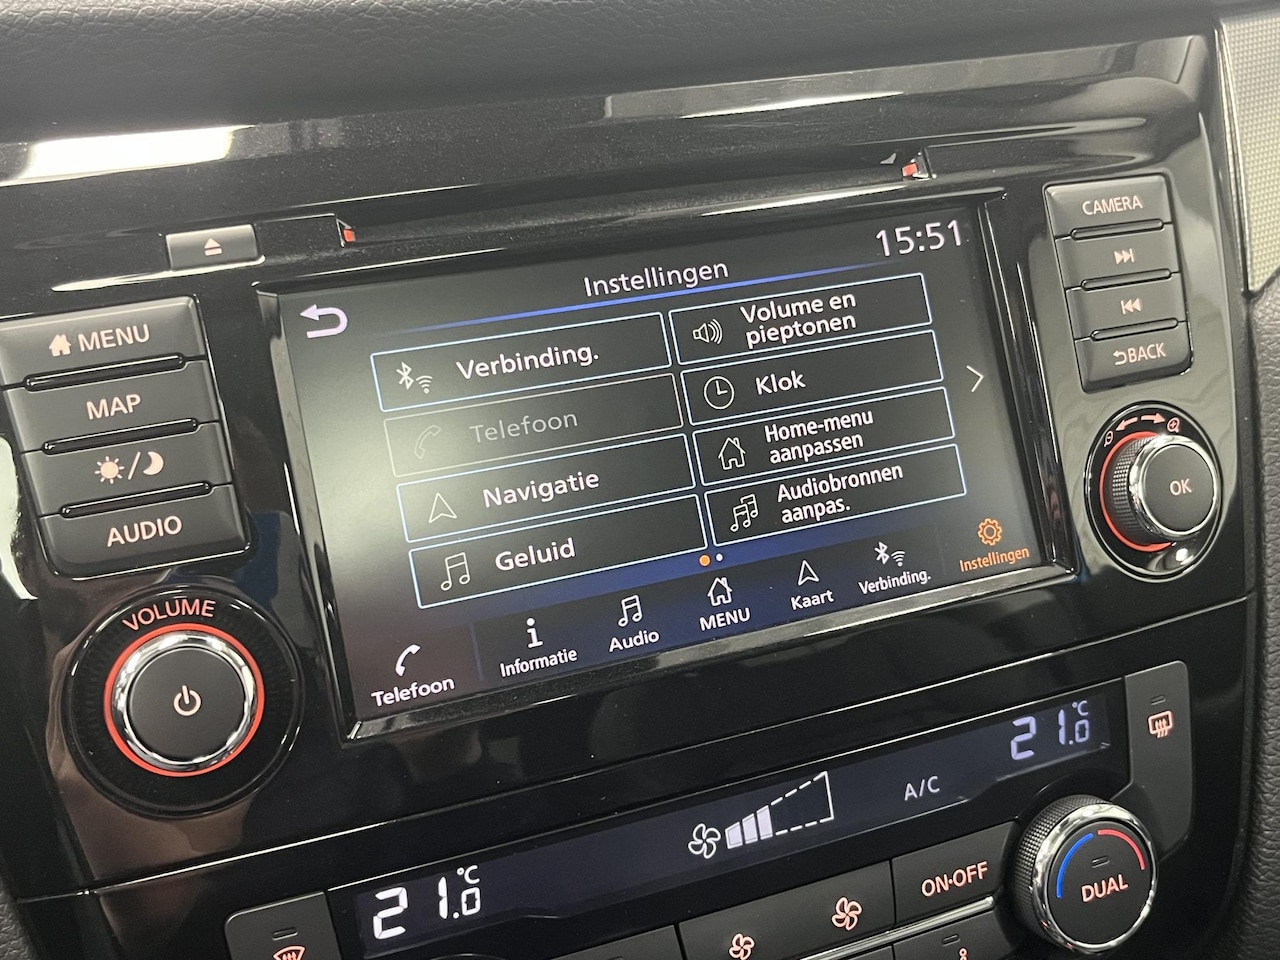 15:51
Instellingen
Verbinding.
Volume en
pieptonen
Telefoon
Klok
Navigatie
Home-menu
aanpassen
Geluid
Audiobronnen
aanpas.
Telefoon
Informatie
Audio
MENU
Kaart
Verbinding.
Instellingen
MENU
MAP
AUDIO
VOLUME
CAMERA
BACK
OK
21.0°C
A/C
21.0°C
ON·OFF
DUAL